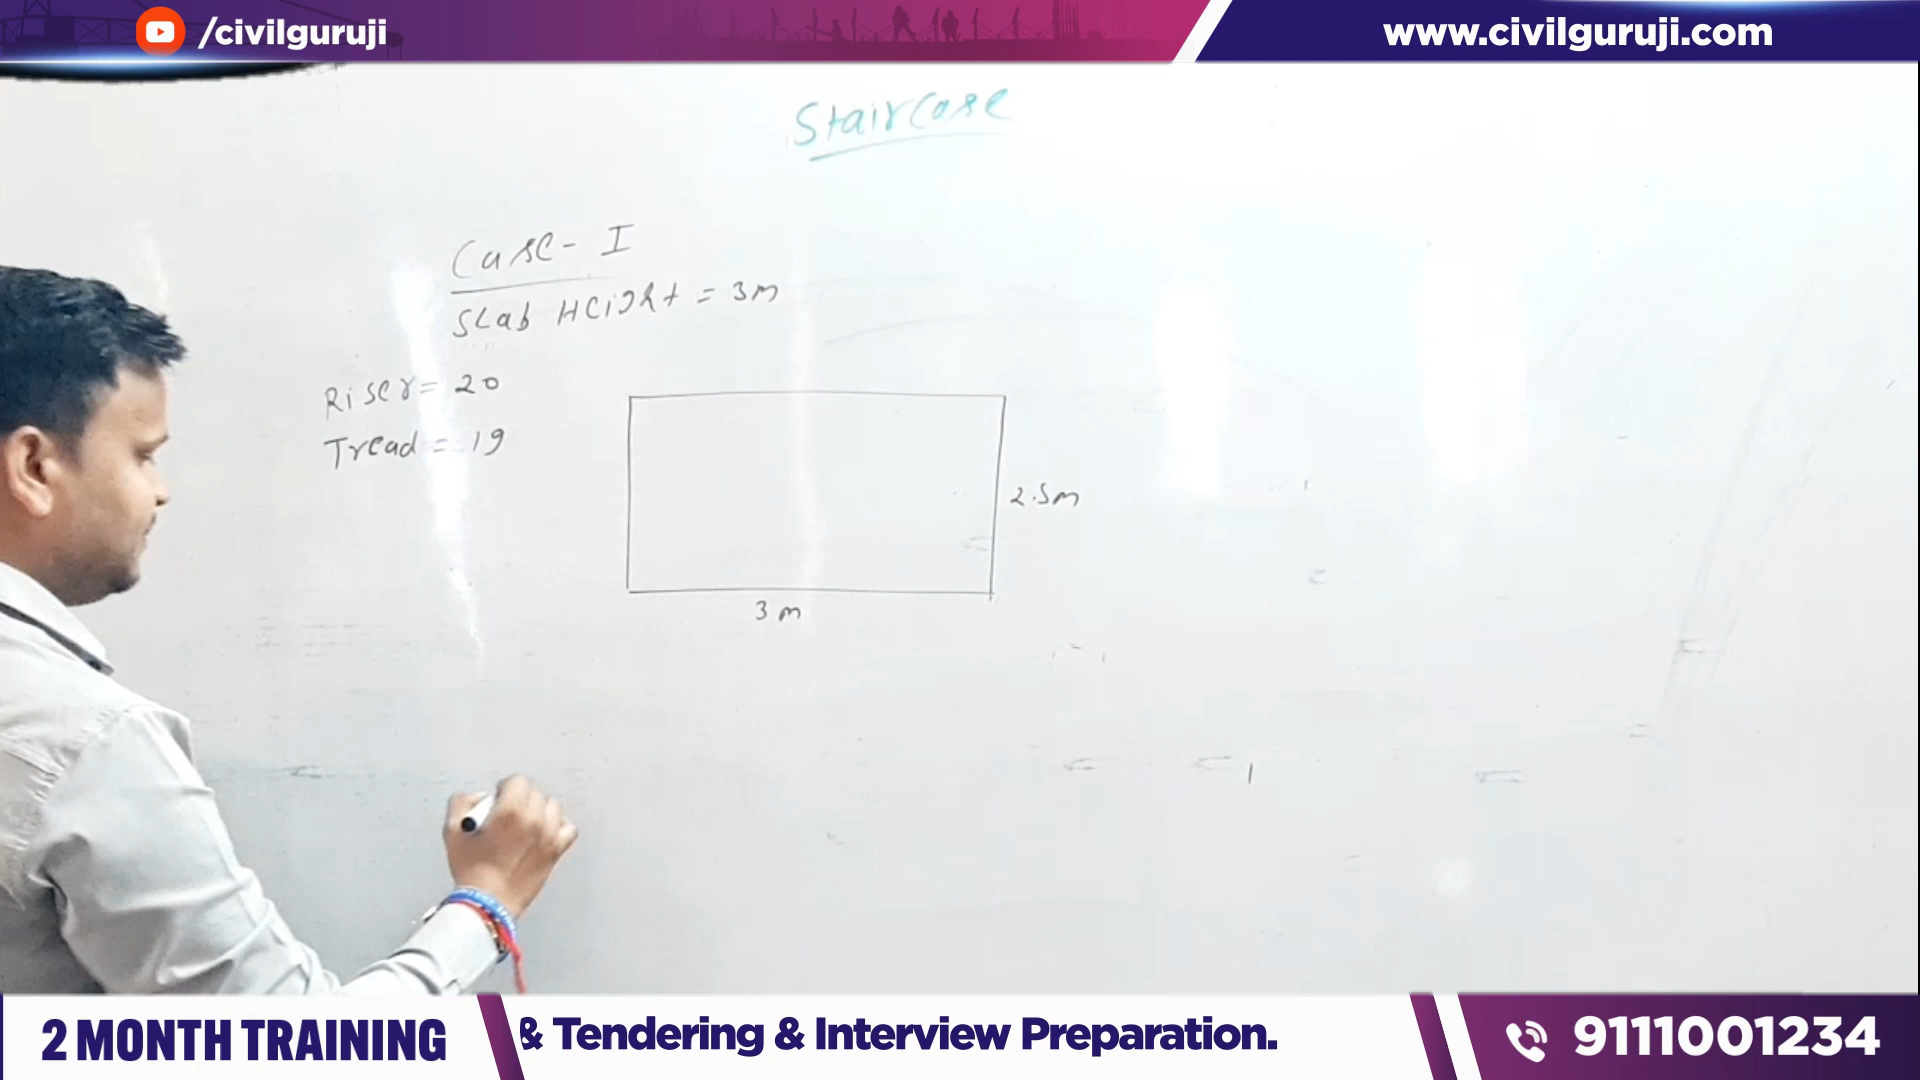 /civilguruji
www.civilguruji.com
Staircase
Case - I
Slab Height = 3m
Riser = 20
Tread = 19
2.5m
3 m
2 MONTH TRAINING
& Tendering & Interview Preparation.
9111001234